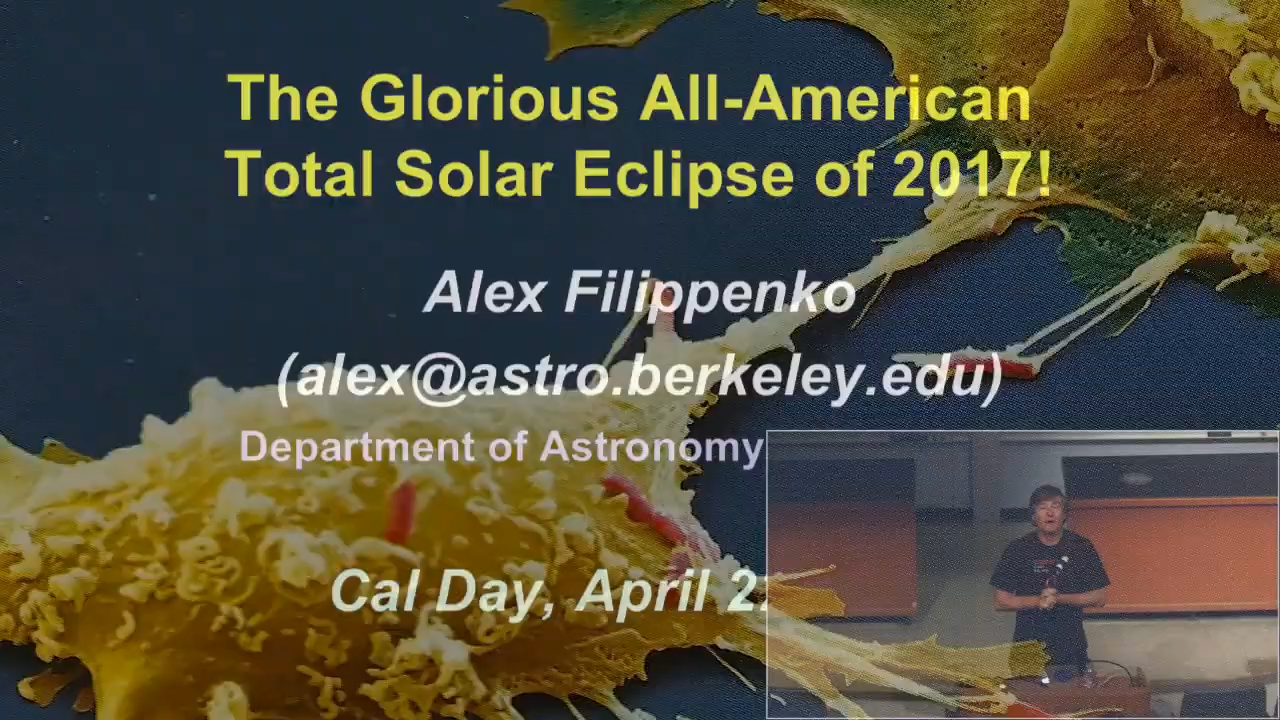 The Glorious All-American
Total Solar Eclipse of 2017!
Alex Filippenko
(alex@astro.berkeley.edu)
Department of Astronomy
Cal Day, April